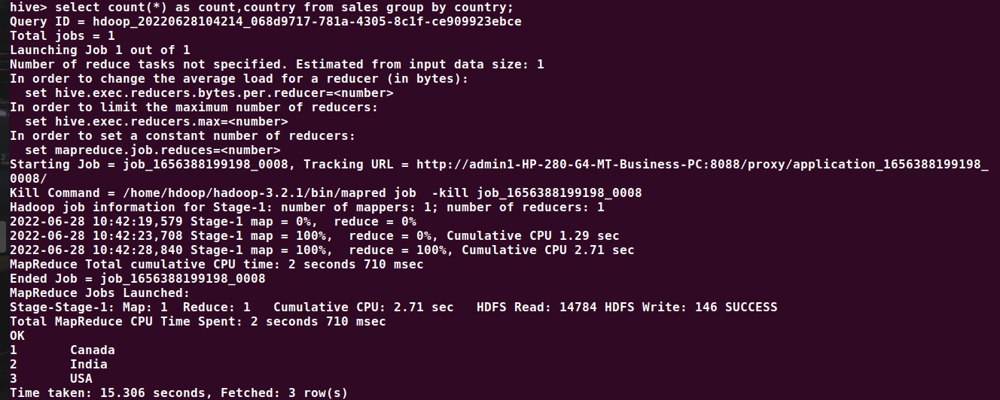 hive> select count(*) as count,country from sales group by country;
Query ID = hdoop_20220628104214_068d9717-781a-4305-8c1f-ce909923ebce
Total jobs = 1
Launching Job 1 out of 1
Number of reduce tasks not specified. Estimated from input data size: 1
In order to change the average load for a reducer (in bytes):
  set hive.exec.reducers.bytes.per.reducer=<number>
In order to limit the maximum number of reducers:
  set hive.exec.reducers.max=<number>
In order to set a constant number of reducers:
  set mapreduce.job.reduces=<number>
Starting Job = job_1656388199198_0008, Tracking URL = http://admin1-HP-280-G4-MT-Business-PC:8088/proxy/application_1656388199198_
0008/
Kill Command = /home/hdoop/hadoop-3.2.1/bin/mapred job  -kill job_1656388199198_0008
Hadoop job information for Stage-1: number of mappers: 1; number of reducers: 1
2022-06-28 10:42:19,579 Stage-1 map = 0%,  reduce = 0%
2022-06-28 10:42:23,708 Stage-1 map = 100%,  reduce = 0%, Cumulative CPU 1.29 sec
2022-06-28 10:42:28,840 Stage-1 map = 100%,  reduce = 100%, Cumulative CPU 2.71 sec
MapReduce Total cumulative CPU time: 2 seconds 710 msec
Ended Job = job_1656388199198_0008
MapReduce Jobs Launched:
Stage-Stage-1: Map: 1  Reduce: 1   Cumulative CPU: 2.71 sec   HDFS Read: 14784 HDFS Write: 146 SUCCESS
Total MapReduce CPU Time Spent: 2 seconds 710 msec
OK
1       Canada
2       India
3       USA
Time taken: 15.306 seconds, Fetched: 3 row(s)